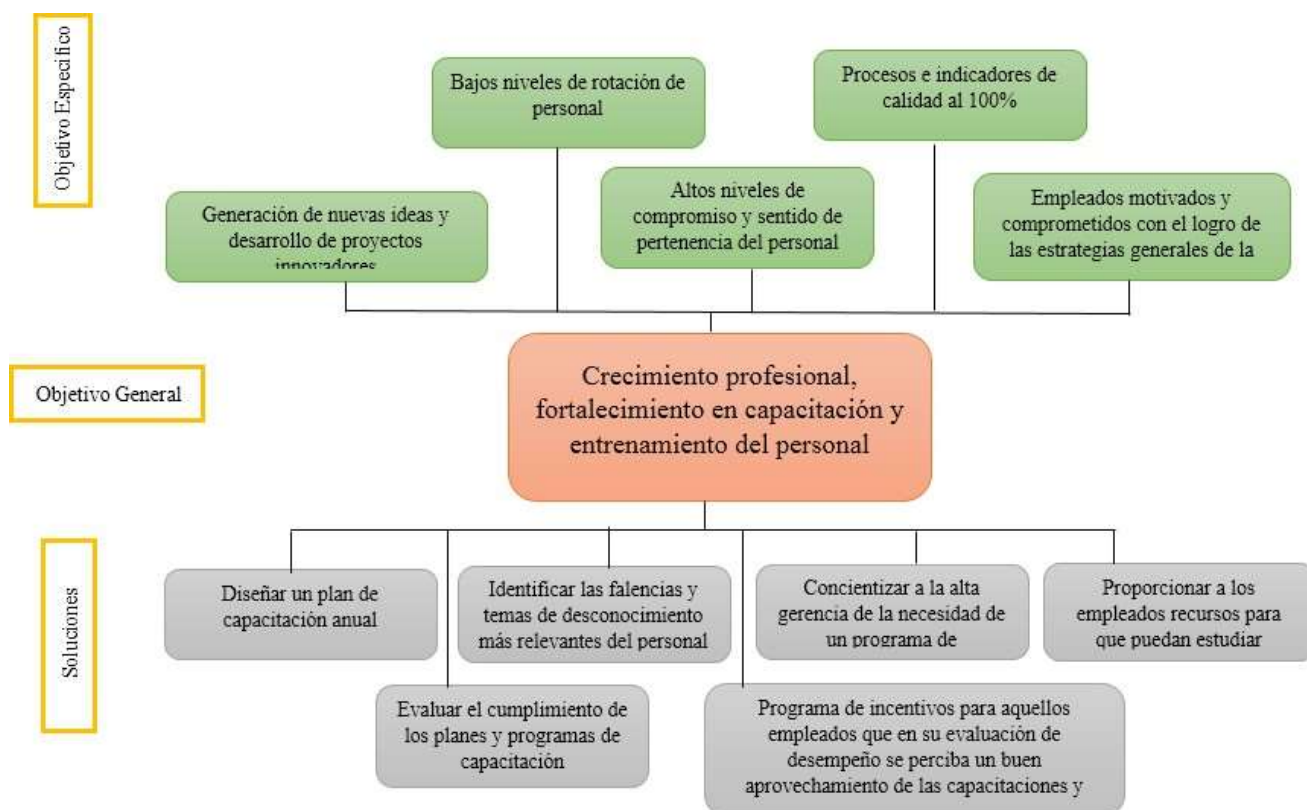 Objetivo Especifico
Bajos niveles de rotación de
personal
Procesos e indicadores de
calidad al 100%
Generación de nuevas ideas y
desarrollo de proyectos
innovadores
Altos niveles de
compromiso y sentido de
pertenencia del personal
Empleados motivados y
comprometidos con el logro de
las estrategias generales de la
Objetivo General
Crecimiento profesional,
fortalecimiento en capacitación y
entrenamiento del personal
Soluciones
Diseñar un plan de
capacitación anual
Identificar las falencias y
temas de desconocimiento
más relevantes del personal
Concientizar a la alta
gerencia de la necesidad de
un programa de
Proporcionar a los
empleados recursos para
que puedan estudiar
Evaluar el cumplimiento de
los planes y programas de
capacitación
Programa de incentivos para aquellos
empleados que en su evaluación de
desempeño se perciba un buen
aprovechamiento de las capacitaciones y